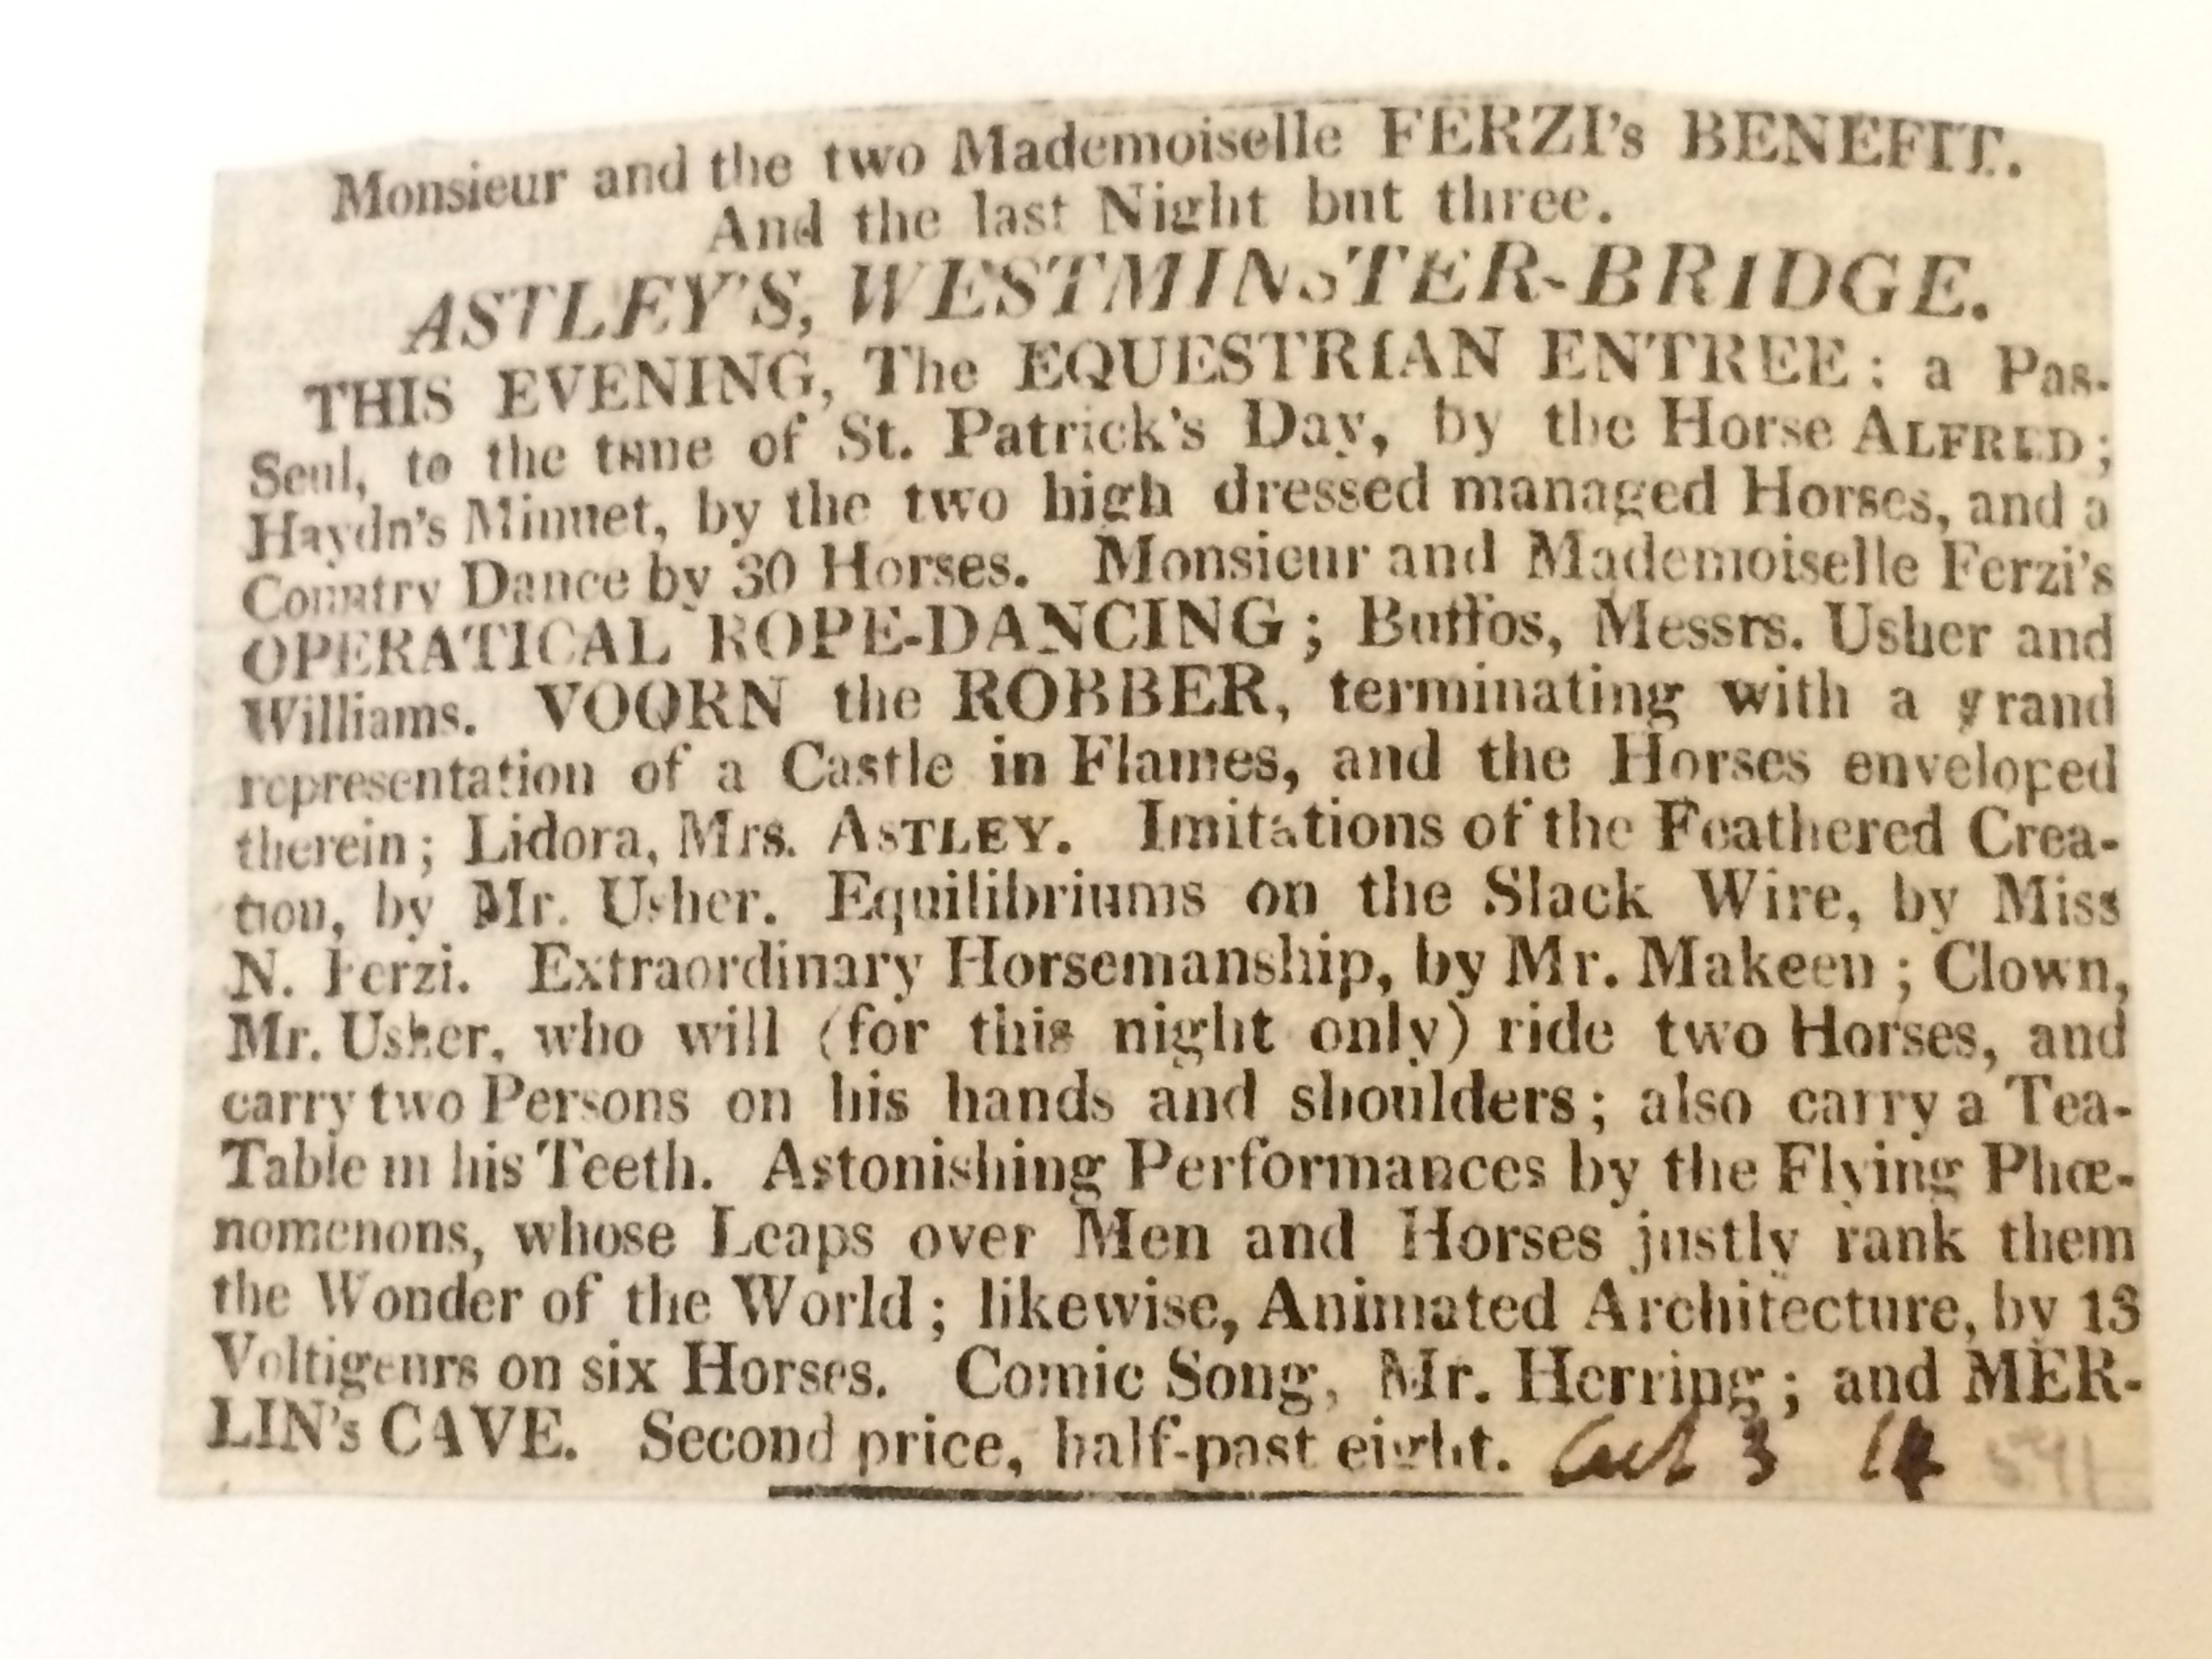 Monsieur and the two Mademoiselle FERZI's BENEFIT.
And the last Night but three.
ASTLEY'S, WESTMINSTER-BRIDGE.
THIS EVENING, The EQUESTRIAN ENTREE: a Pas-
Seul, to the tune of St. Patrick's Day, by the Horse ALFRED;
Haydn's Minuet, by the two high dressed managed Horses, and a
Country Dance by 30 Horses. Monsieur and Mademoiselle Ferzi's
OPERATICAL ROPE-DANCING; Buffos, Messrs. Usher and
Williams. VOORN the ROBBER, terminating with a grand
representation of a Castle in Flames, and the Horses enveloped
therein; Lidora, Mrs. ASTLEY. Imitations of the Feathered Crea-
tion, by Mr. Usher. Equilibriums on the Slack Wire, by Miss
N. Ferzi. Extraordinary Horsemanship, by Mr. Makeen; Clown,
Mr. Usher, who will (for this night only) ride two Horses, and
carry two Persons on his hands and shoulders; also carry a Tea-
Table in his Teeth. Astonishing Performances by the Flying Phœ-
nomenons, whose Leaps over Men and Horses justly rank them
the Wonder of the World; likewise, Animated Architecture, by 13
Voltigeurs on six Horses. Comic Song, Mr. Herring; and MER-
LIN's CAVE. Second price, half-past eight. Oct 3 14